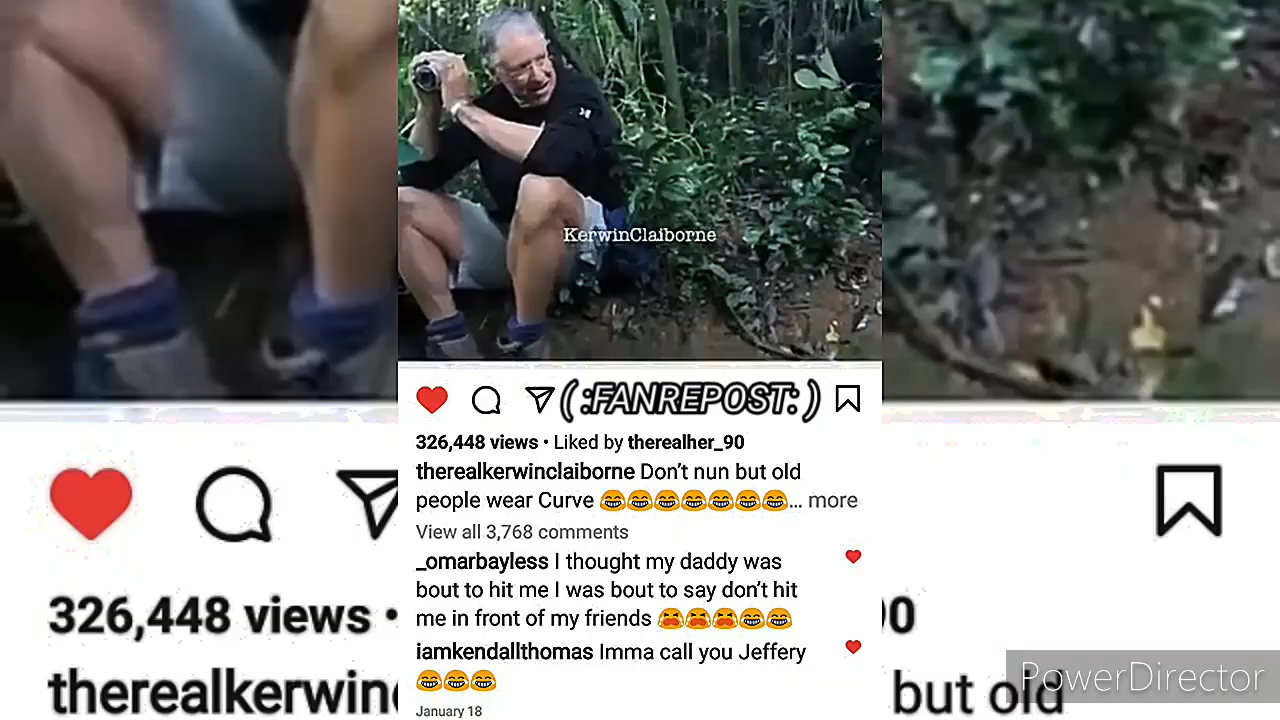 KerwinClaiborne
( :FANREPOST: )
326,448 views • Liked by therealher_90
therealkerwinclaiborne Don't nun but old
people wear Curve 😂😂😂😂😂😂😂... more
View all 3,768 comments
_omarbayless I thought my daddy was
bout to hit me I was bout to say don't hit
me in front of my friends 😫😫😫😂😂
iamkendallthomas Imma call you Jeffery
😂😂😂
January 18
326,448 views •
90
therealkerwin
but old
PowerDirector